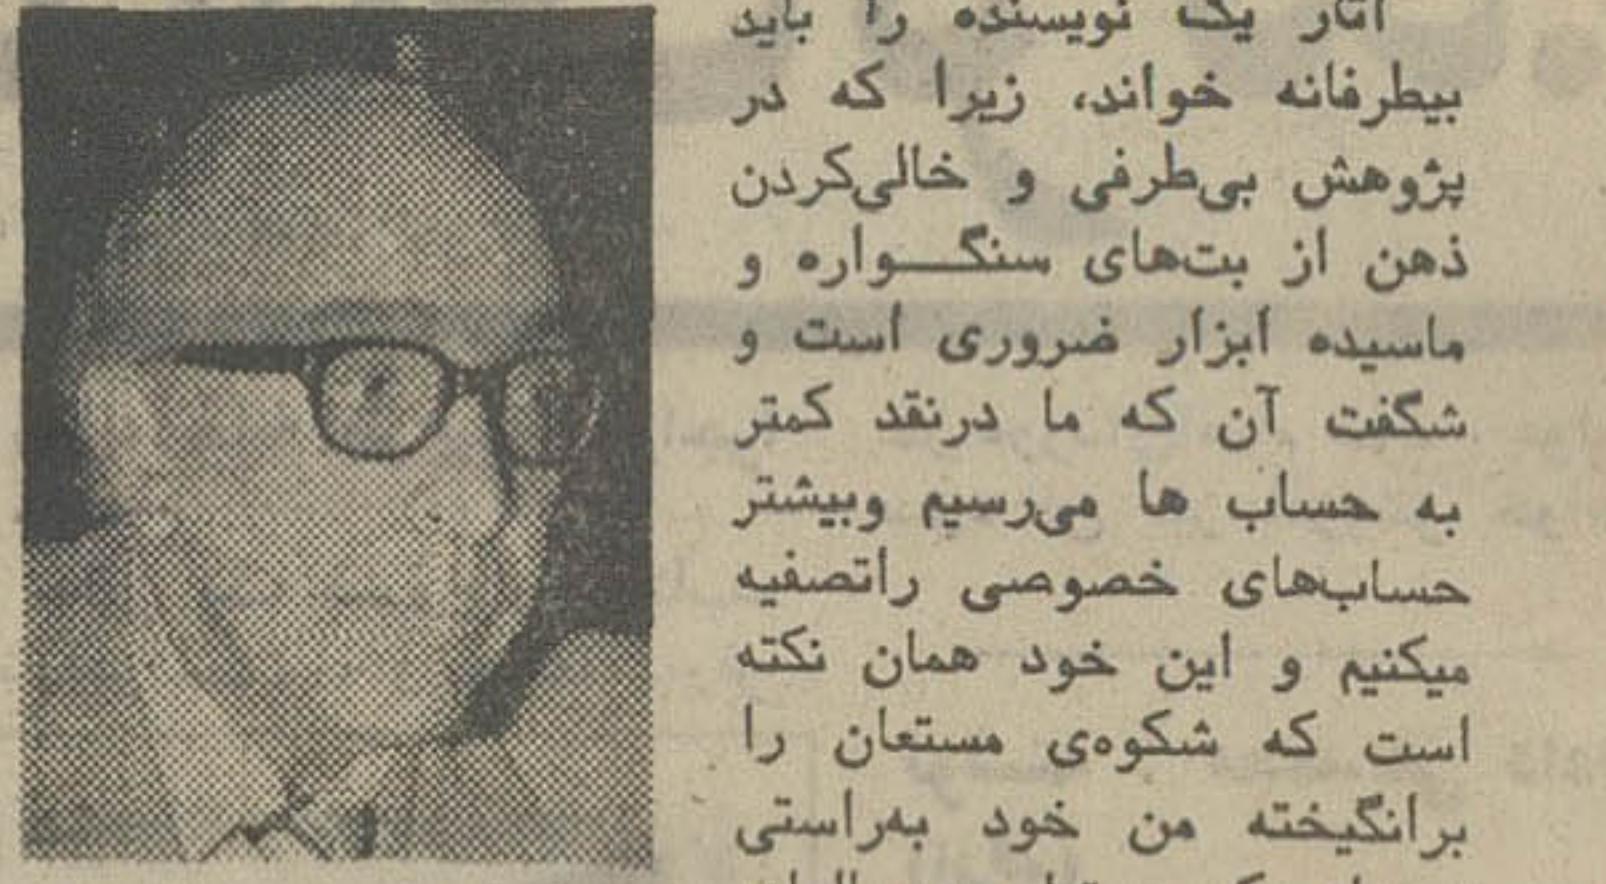 آثار یک نویسنده را باید
بیطرفانه خواند، زیرا که در
پژوهش بی‌طرفی و خالی‌کردن
ذهن از بت‌های سنگـــواره و
ماسیده ابزار ضروری است و
شگفت آن که ما درنقد کمتر
به حساب ها می‌رسیم وبیشتر
حساب‌های خصوصی راتصفیه
میکنیم و این خود همان نکته
است که شکوه‌ی مستعان را
برانگیخته من خود به‌راستی